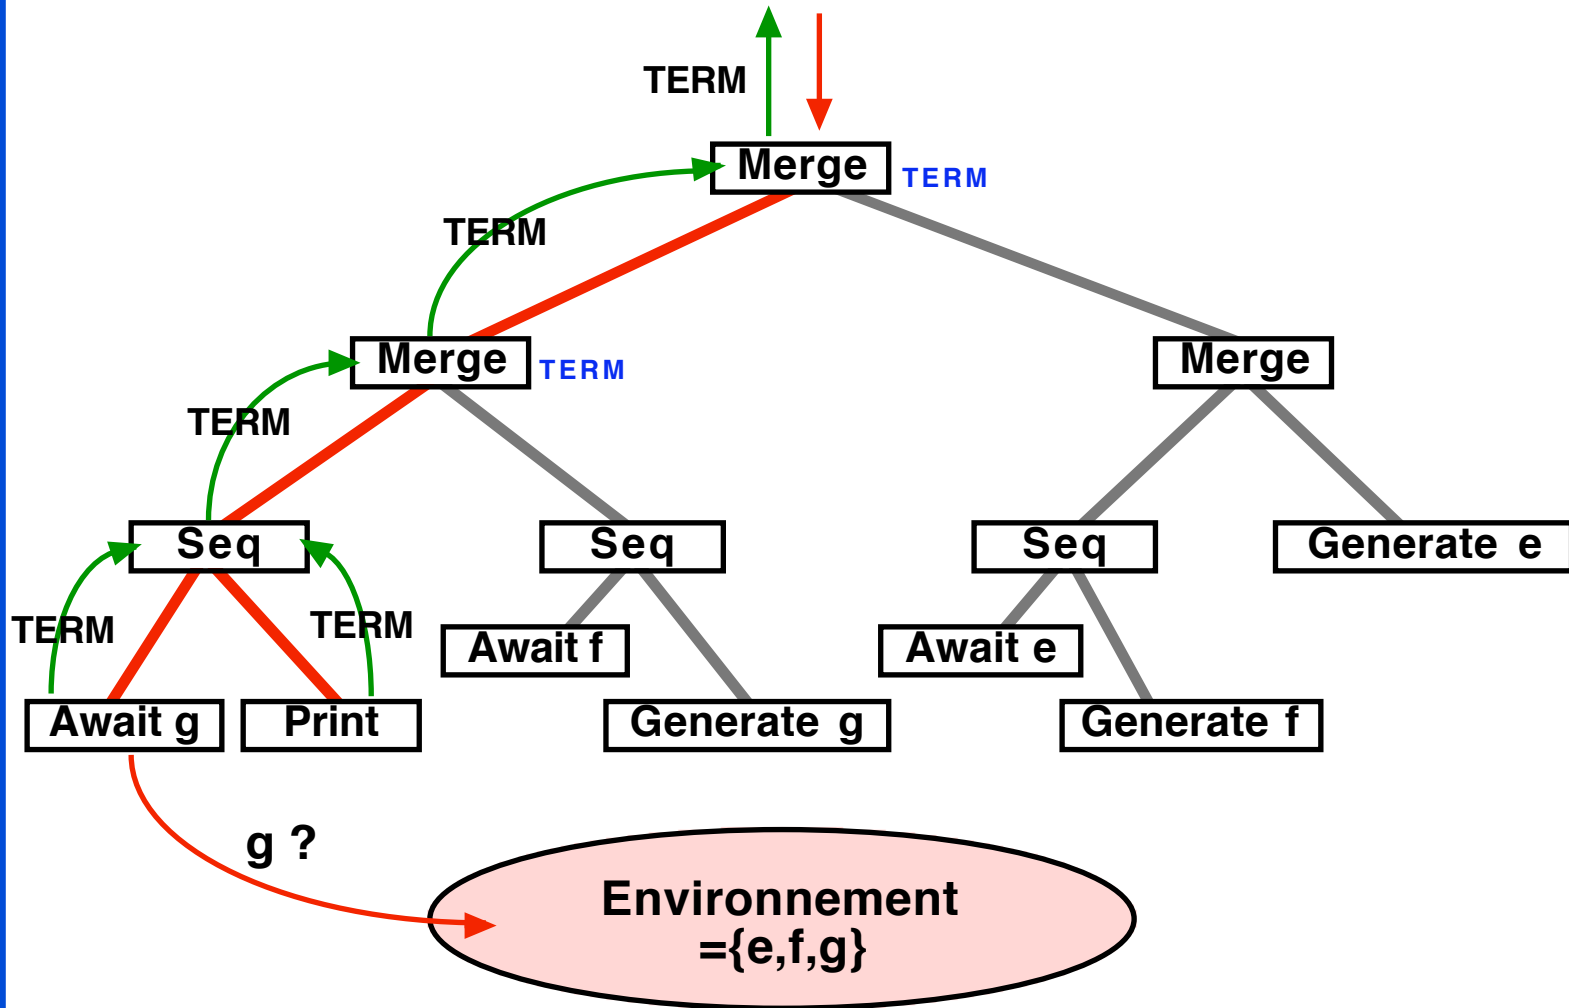 TERM
Merge
TERM
TERM
Merge
TERM
Merge
TERM
Seq
Seq
Seq
Generate e
TERM
TERM
Await f
Await e
Await g
Print
Generate g
Generate f
g ?
Environnement
={e,f,g}